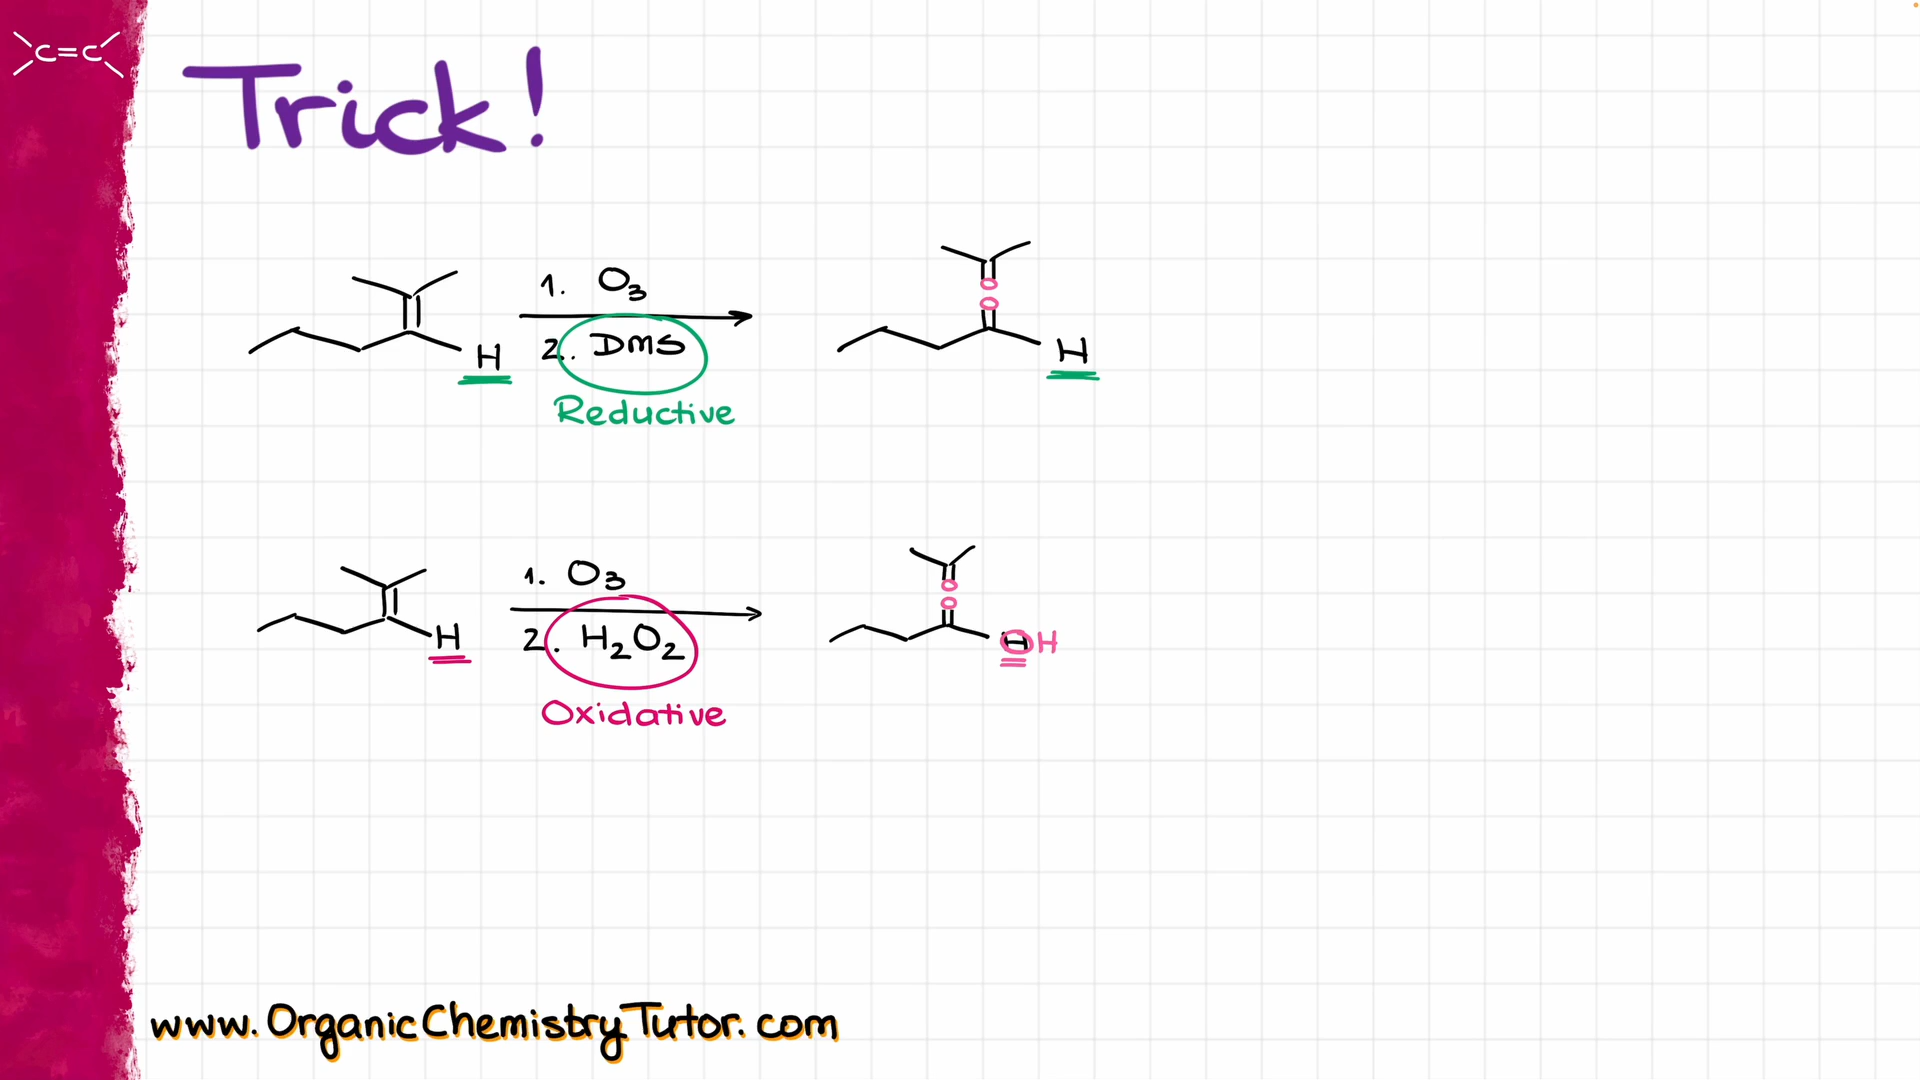 C=C
Trick!
1. O3
2. DMS
Reductive
H
O
O
H
1. O3
2. H2O2
Oxidative
H
O
O
OH
www.OrganicChemistryTutor.com